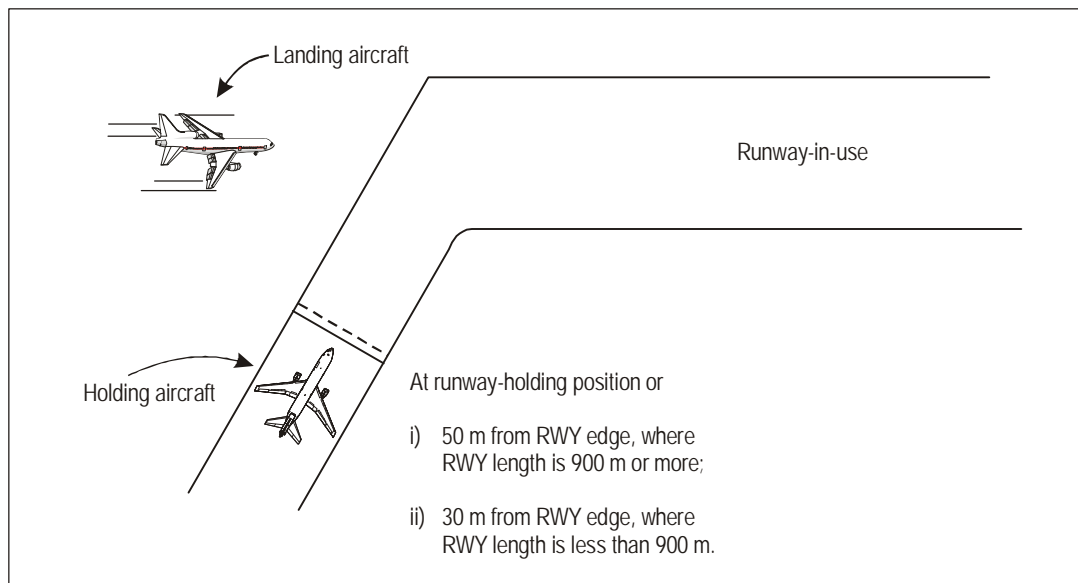 Landing aircraft
Runway-in-use
Holding aircraft
At runway-holding position or
i) 50 m from RWY edge, where
RWY length is 900 m or more;
ii) 30 m from RWY edge, where
RWY length is less than 900 m.